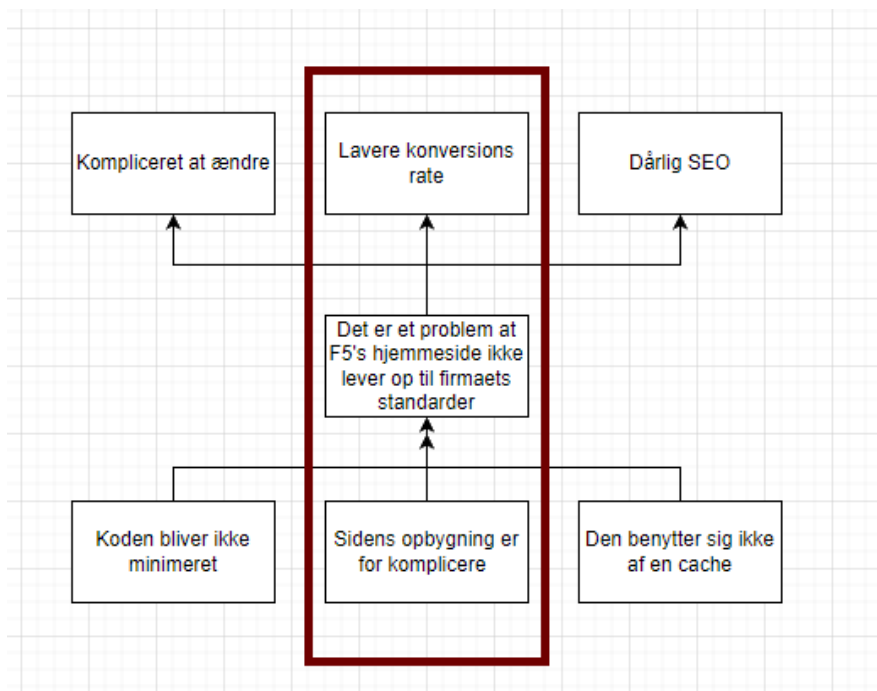 Kompliceret at ændre
Lavere konversions
rate
Dårlig SEO
Det er et problem at
F5's hjemmeside ikke
lever op til firmaets
standarder
Koden bliver ikke
minimeret
Sidens opbygning er
for komplicere
Den benytter sig ikke
af en cache